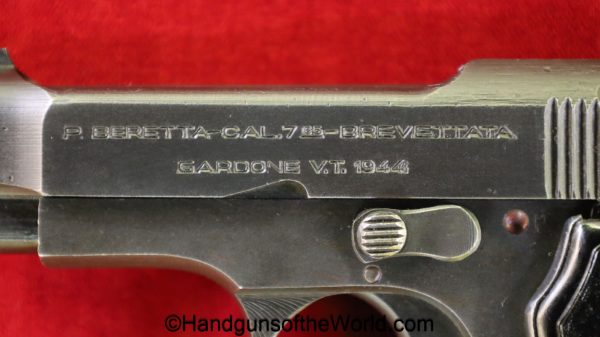 P. BERETTA-CAL. 7 65-BREVETTATA
GARDONE V.T. 1944
©HandgunsoftheWorld.com